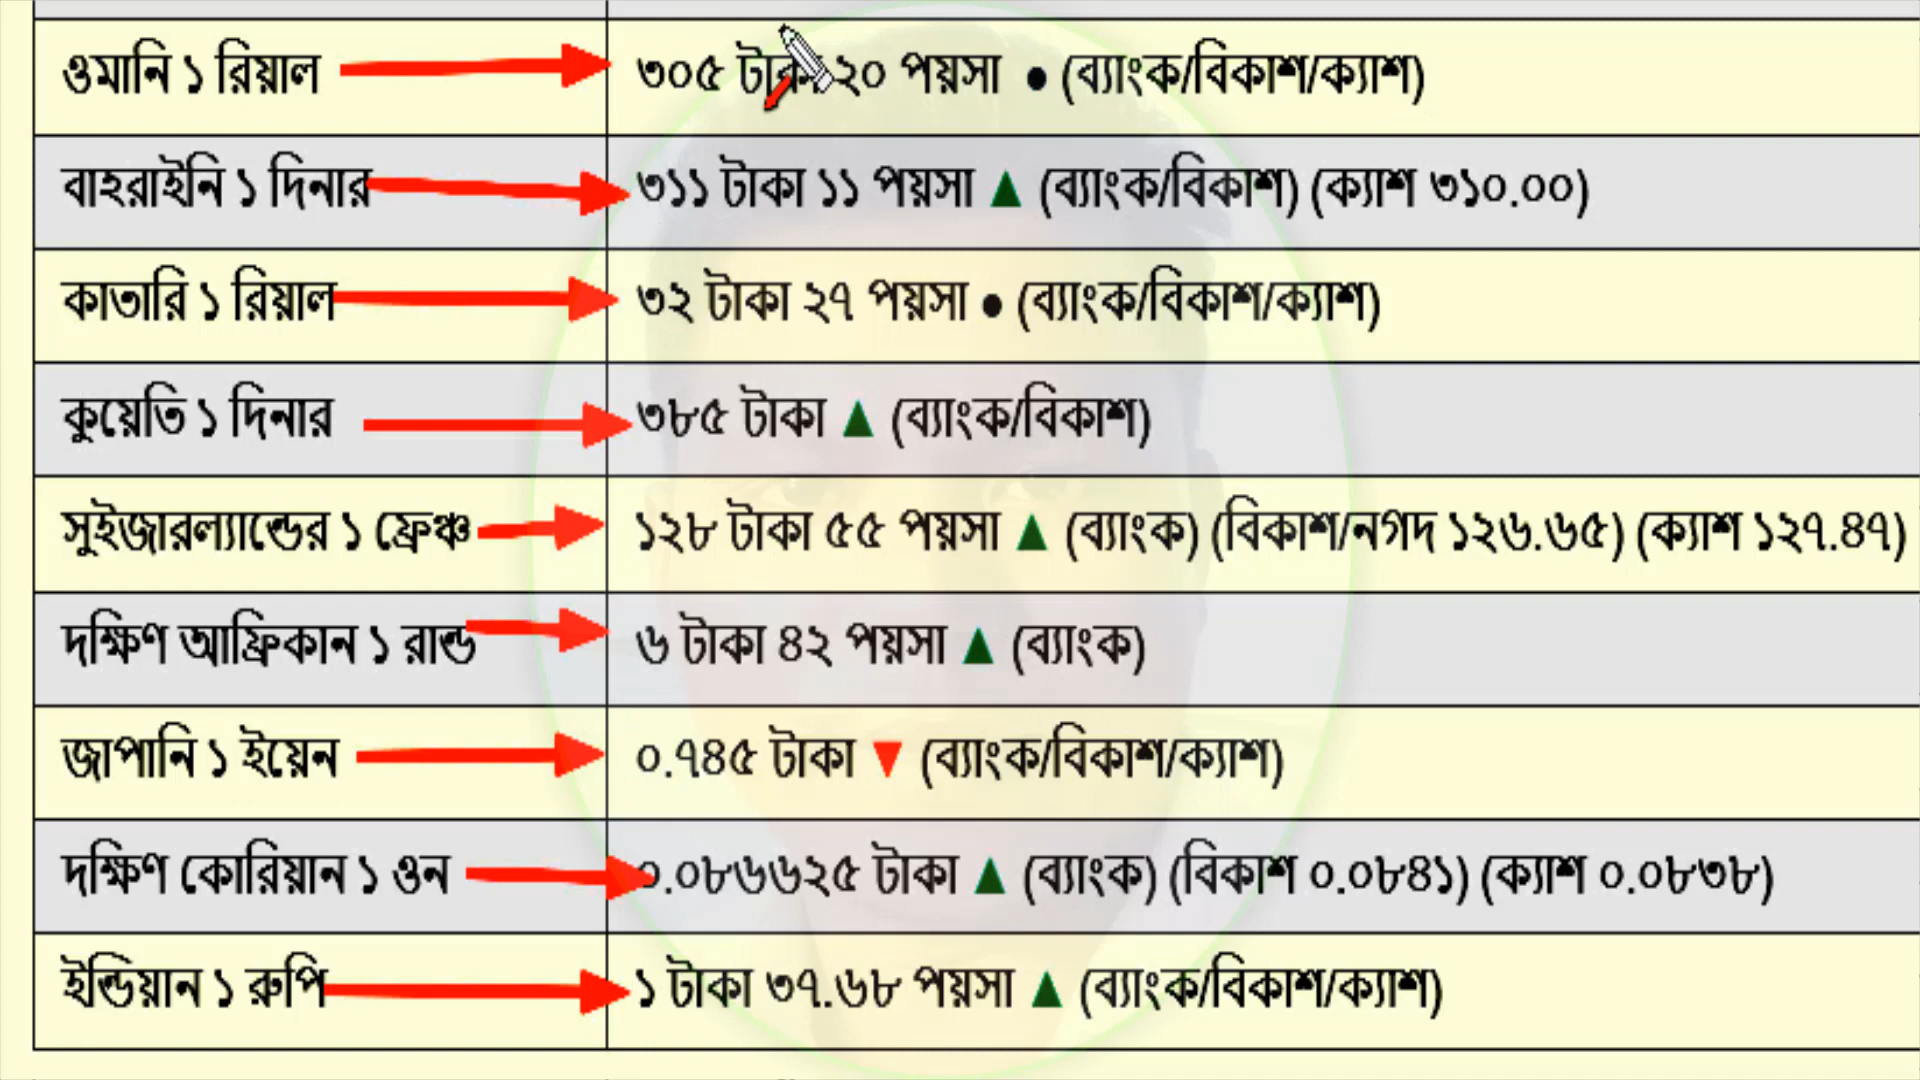 ওমানি ১ রিয়াল ৩০৫ টাকা ২০ পয়সা ● (ব্যাংক/বিকাশ/ক্যাশ)
বাহরাইনি ১ দিনার ৩১১ টাকা ১১ পয়সা ▲ (ব্যাংক/বিকাশ) (ক্যাশ ৩১০.০০)
কাতারি ১ রিয়াল ৩২ টাকা ২৭ পয়সা ● (ব্যাংক/বিকাশ/ক্যাশ)
কুয়েতি ১ দিনার ৩৮৫ টাকা ▲ (ব্যাংক/বিকাশ)
সুইজারল্যান্ডের ১ ফ্রেঞ্চ ১২৮ টাকা ৫৫ পয়সা ▲ (ব্যাংক) (বিকাশ/নগদ ১২৬.৬৫) (ক্যাশ ১২৭.৪৭)
দক্ষিণ আফ্রিকান ১ রান্ড ৬ টাকা ৪২ পয়সা ▲ (ব্যাংক)
জাপানি ১ ইয়েন ০.৭৪৫ টাকা ▼ (ব্যাংক/বিকাশ/ক্যাশ)
দক্ষিণ কোরিয়ান ১ ওন ০.০৮৬৬২৫ টাকা ▲ (ব্যাংক) (বিকাশ ০.০৮৪১) (ক্যাশ ০.০৮৩৮)
ইন্ডিয়ান ১ রুপি ১ টাকা ৩৭.৬৮ পয়সা ▲ (ব্যাংক/বিকাশ/ক্যাশ)